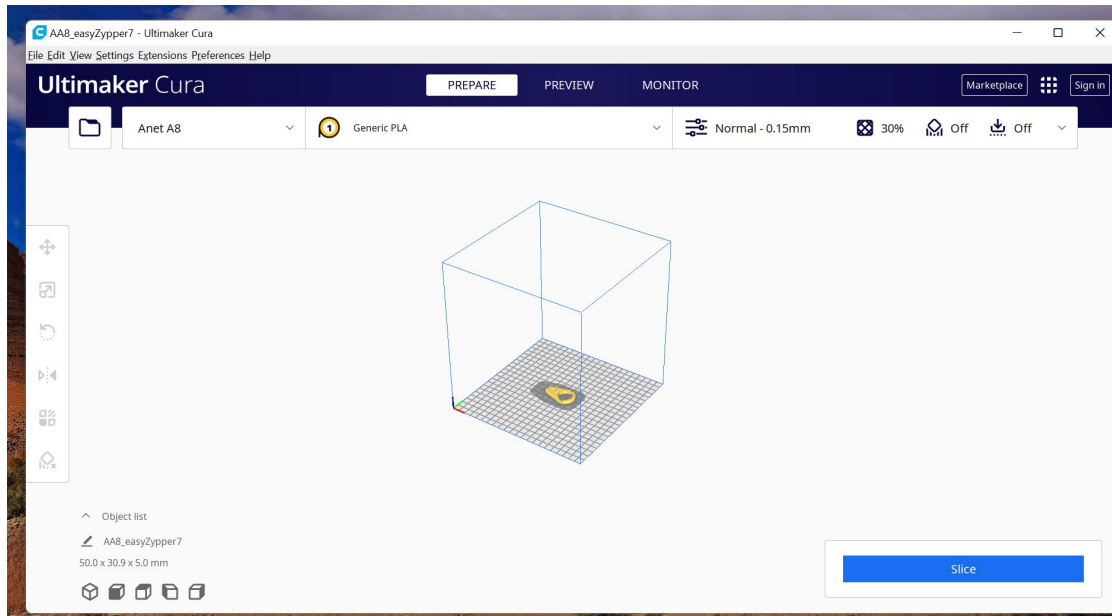 AA8_easyZypper7 - Ultimaker Cura
File Edit View Settings Extensions Preferences Help
Ultimaker Cura PREPARE PREVIEW MONITOR Marketplace Sign in
Anet A8 1 Generic PLA Normal - 0.15mm 30% Off Off
Object list
AA8_easyZypper7
50.0 x 30.9 x 5.0 mm
Slice